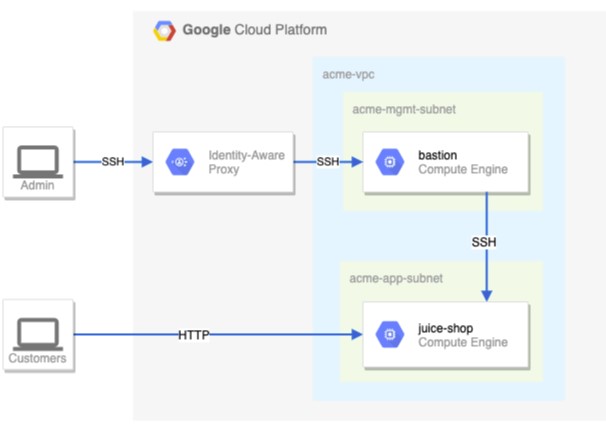 Google Cloud Platform
acme-vpc
acme-mgmt-subnet
Admin
SSH
Identity-Aware
Proxy
SSH
bastion
Compute Engine
SSH
acme-app-subnet
Customers
HTTP
juice-shop
Compute Engine